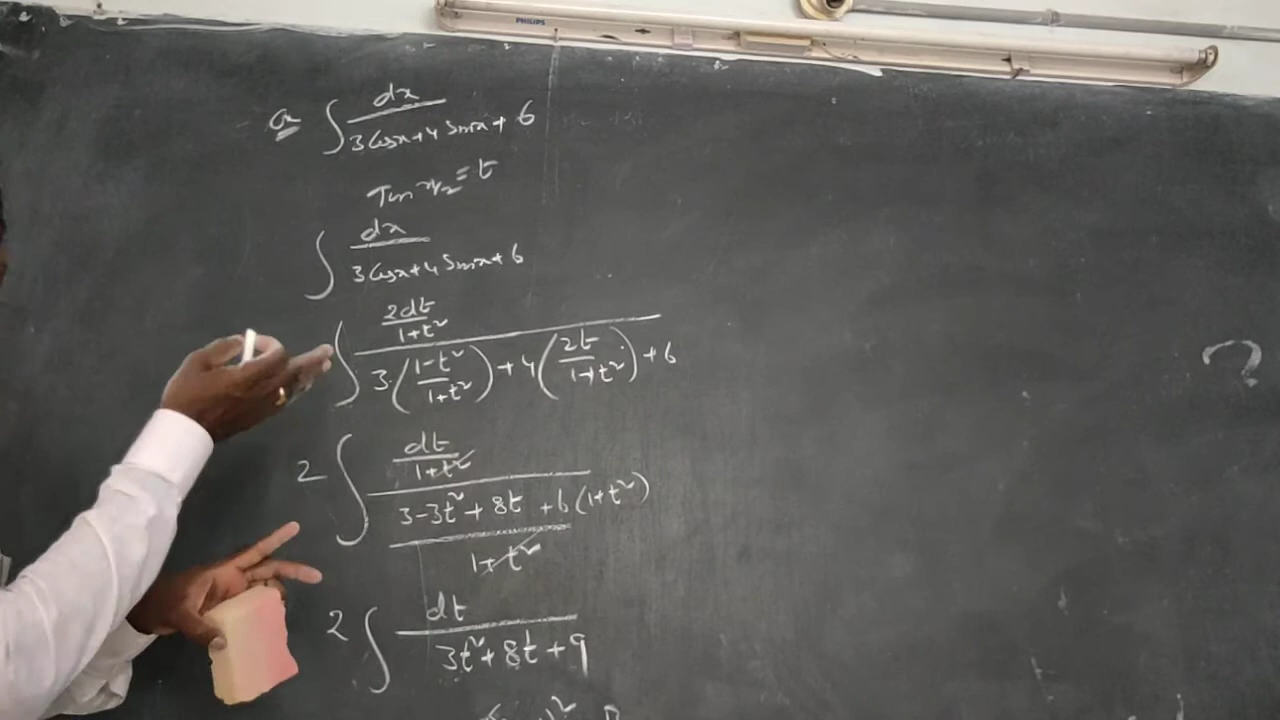 PHILIPS
Q ∫ dx / 3Cosx+4Sinx+6
Tan x/2 = t
∫ dx / 3Cosx+4Sinx+6
∫ 2dt/1+t² / 3.(1-t²/1+t²)+4(2t/1+t²)+6
2 ∫ dt/1+t² / 3-3t²+8t+6(1+t²) / 1+t²
2 ∫ dt / 3t²+8t+9
?